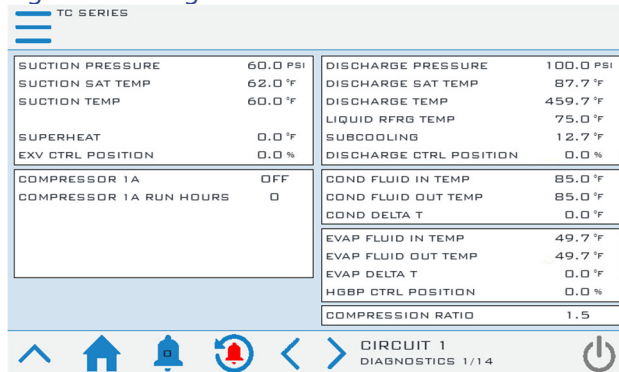 TC SERIES
SUCTION PRESSURE 60.0 PSI
SUCTION SAT TEMP 62.0 °F
SUCTION TEMP 60.0 °F
SUPERHEAT 0.0 °F
EXV CTRL POSITION 0.0 %
COMPRESSOR 1A OFF
COMPRESSOR 1A RUN HOURS 0
DISCHARGE PRESSURE 100.0 PSI
DISCHARGE SAT TEMP 87.7 °F
DISCHARGE TEMP 459.7 °F
LIQUID RFRG TEMP 75.0 °F
SUBCOOLING 12.7 °F
DISCHARGE CTRL POSITION 0.0 %
COND FLUID IN TEMP 85.0 °F
COND FLUID OUT TEMP 85.0 °F
COND DELTA T 0.0 °F
EVAP FLUID IN TEMP 49.7 °F
EVAP FLUID OUT TEMP 49.7 °F
EVAP DELTA T 0.0 °F
HGBP CTRL POSITION 0.0 %
COMPRESSION RATIO 1.5
0
CIRCUIT 1
DIAGNOSTICS 1/14